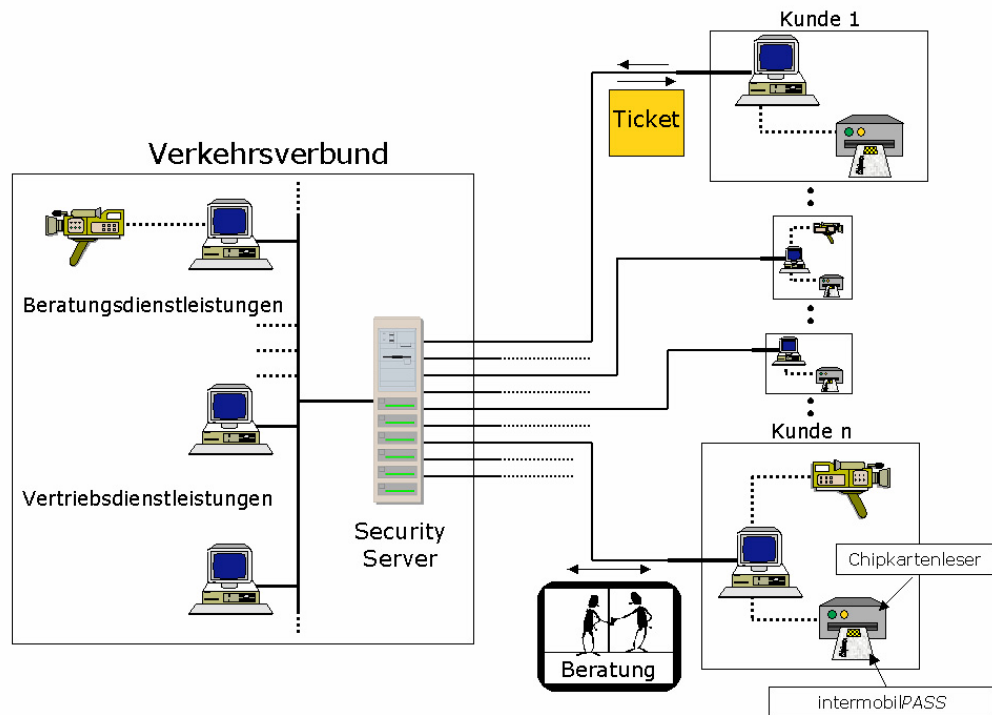 Kunde 1
Ticket
Verkehrsverbund
Beratungsdienstleistungen
Vertriebsdienstleistungen
Security
Server
Kunde n
Chipkartenleser
Beratung
intermobilPASS